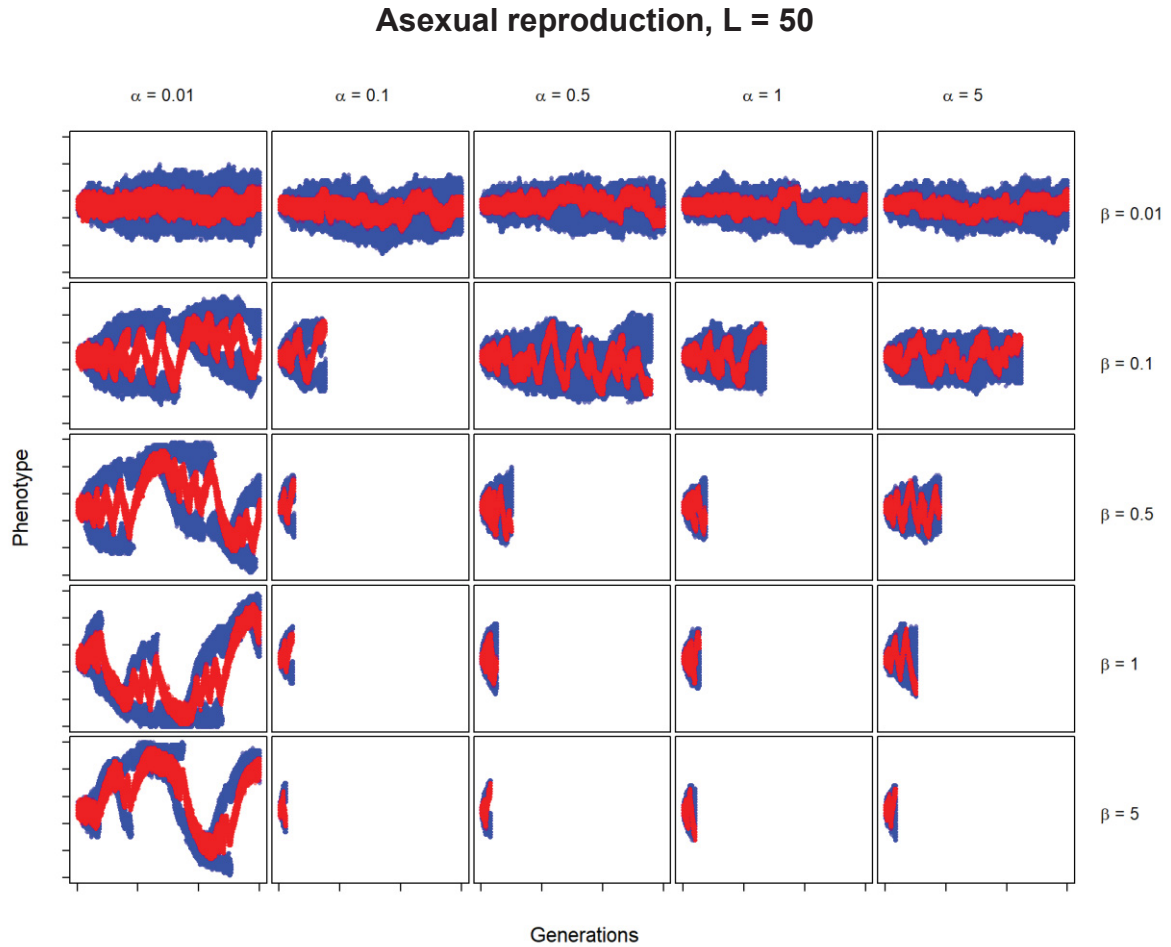 Asexual reproduction, L = 50
α = 0.01 α = 0.1 α = 0.5 α = 1 α = 5
β = 0.01
β = 0.1
β = 0.5
β = 1
β = 5
Phenotype
Generations